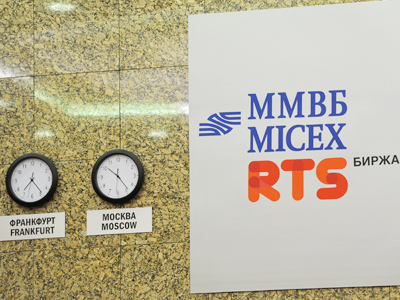 ФРАНКФУРТ
FRANKFURT
МОСКВА
MOSCOW
ММВБ
MICEX
RTS БИРЖА